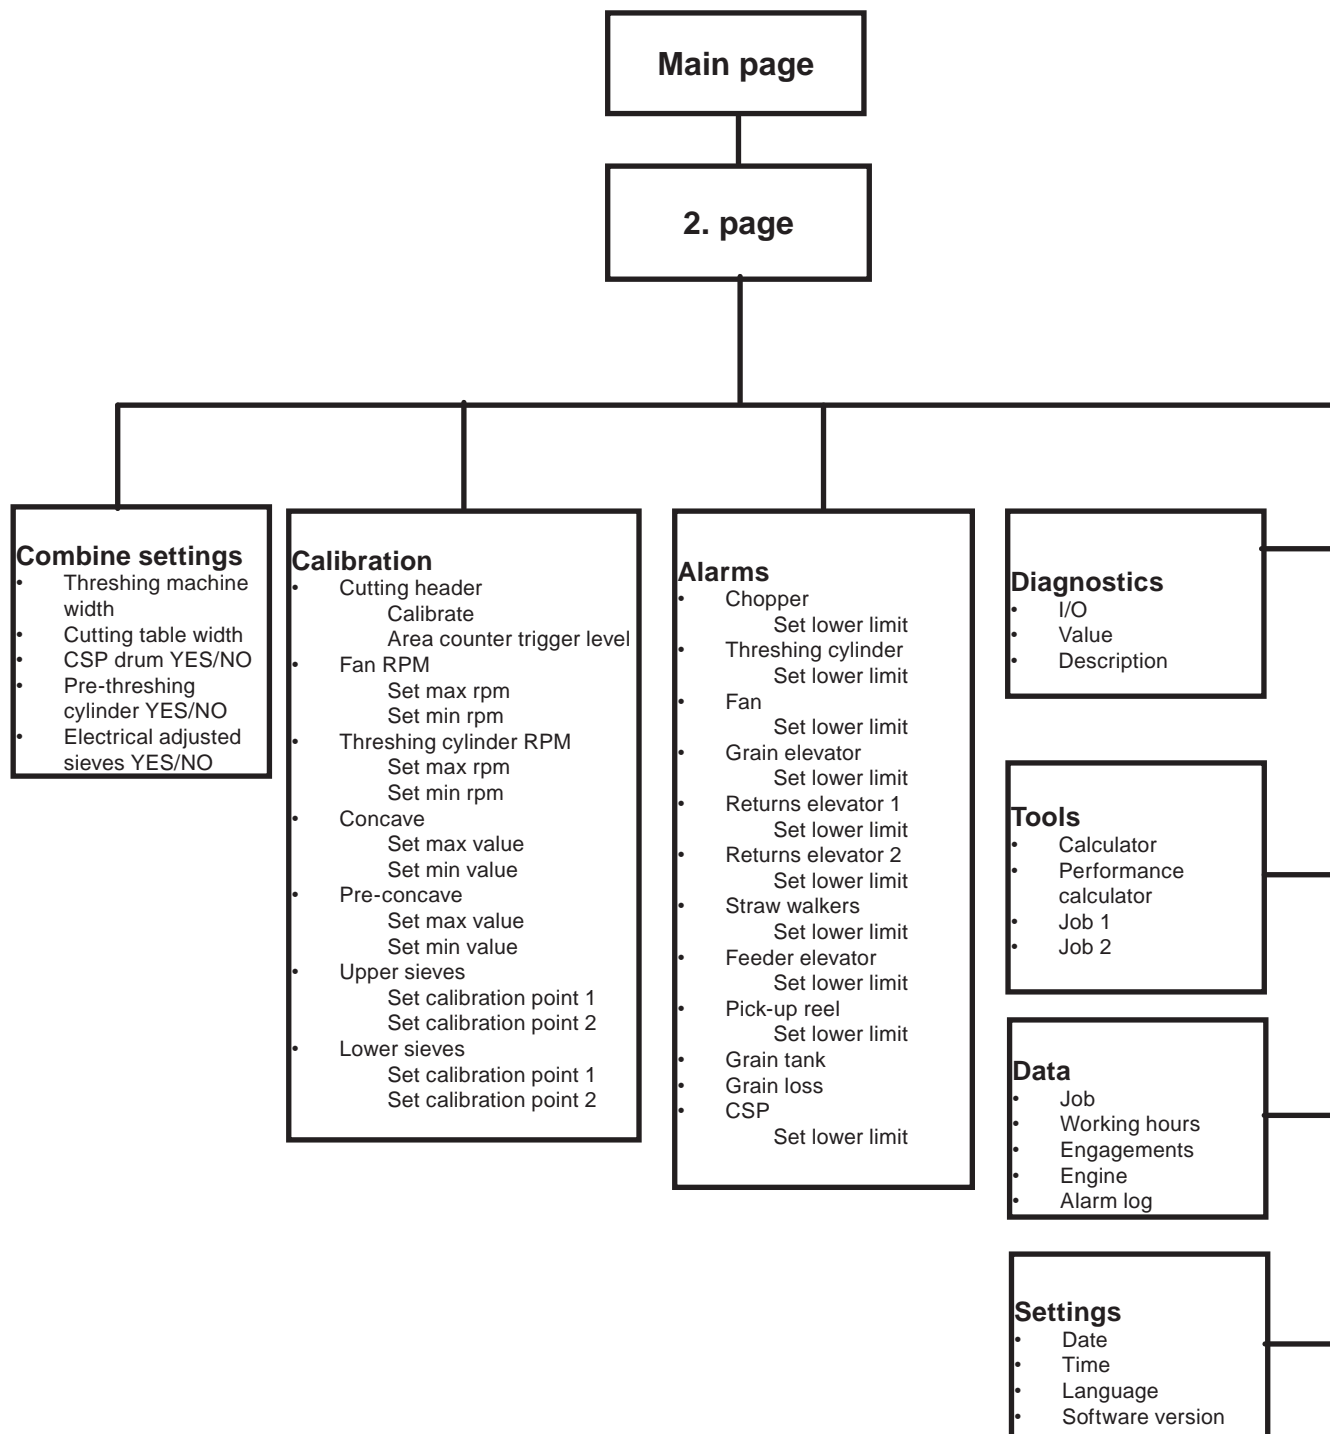 Main page
2. page
Combine settings
• Threshing machine
width
• Cutting table width
• CSP drum YES/NO
• Pre-threshing
cylinder YES/NO
• Electrical adjusted
sieves YES/NO
Calibration
• Cutting header
Calibrate
Area counter trigger level
• Fan RPM
Set max rpm
Set min rpm
• Threshing cylinder RPM
Set max rpm
Set min rpm
• Concave
Set max value
Set min value
• Pre-concave
Set max value
Set min value
• Upper sieves
Set calibration point 1
Set calibration point 2
• Lower sieves
Set calibration point 1
Set calibration point 2
Alarms
• Chopper
Set lower limit
• Threshing cylinder
Set lower limit
• Fan
Set lower limit
• Grain elevator
Set lower limit
• Returns elevator 1
Set lower limit
• Returns elevator 2
Set lower limit
• Straw walkers
Set lower limit
• Feeder elevator
Set lower limit
• Pick-up reel
Set lower limit
• Grain tank
• Grain loss
• CSP
Set lower limit
Diagnostics
• I/O
• Value
• Description
Tools
• Calculator
• Performance
calculator
• Job 1
• Job 2
Data
• Job
• Working hours
• Engagements
• Engine
• Alarm log
Settings
• Date
• Time
• Language
• Software version